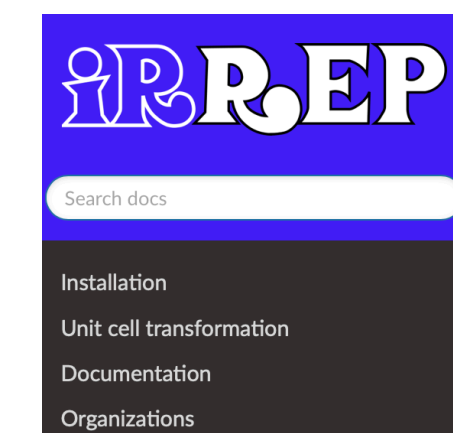 iRREP
Search docs
Installation
Unit cell transformation
Documentation
Organizations